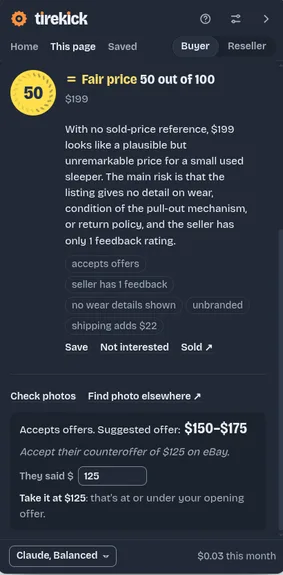 tirekick
Home This page Saved Buyer Reseller
50
= Fair price 50 out of 100
$199
With no sold-price reference, $199
looks like a plausible but
unremarkable price for a small used
sleeper. The main risk is that the
listing gives no detail on wear,
condition of the pull-out mechanism,
or return policy, and the seller has
only 1 feedback rating.
accepts offers
seller has 1 feedback
no wear details shown unbranded
shipping adds $22
Save Not interested Sold ↗
Check photos Find photo elsewhere ↗
Accepts offers. Suggested offer: $150–$175
Accept their counteroffer of $125 on eBay.
They said $ 125
Take it at $125: that's at or under your opening
offer.
Claude, Balanced $0.03 this month